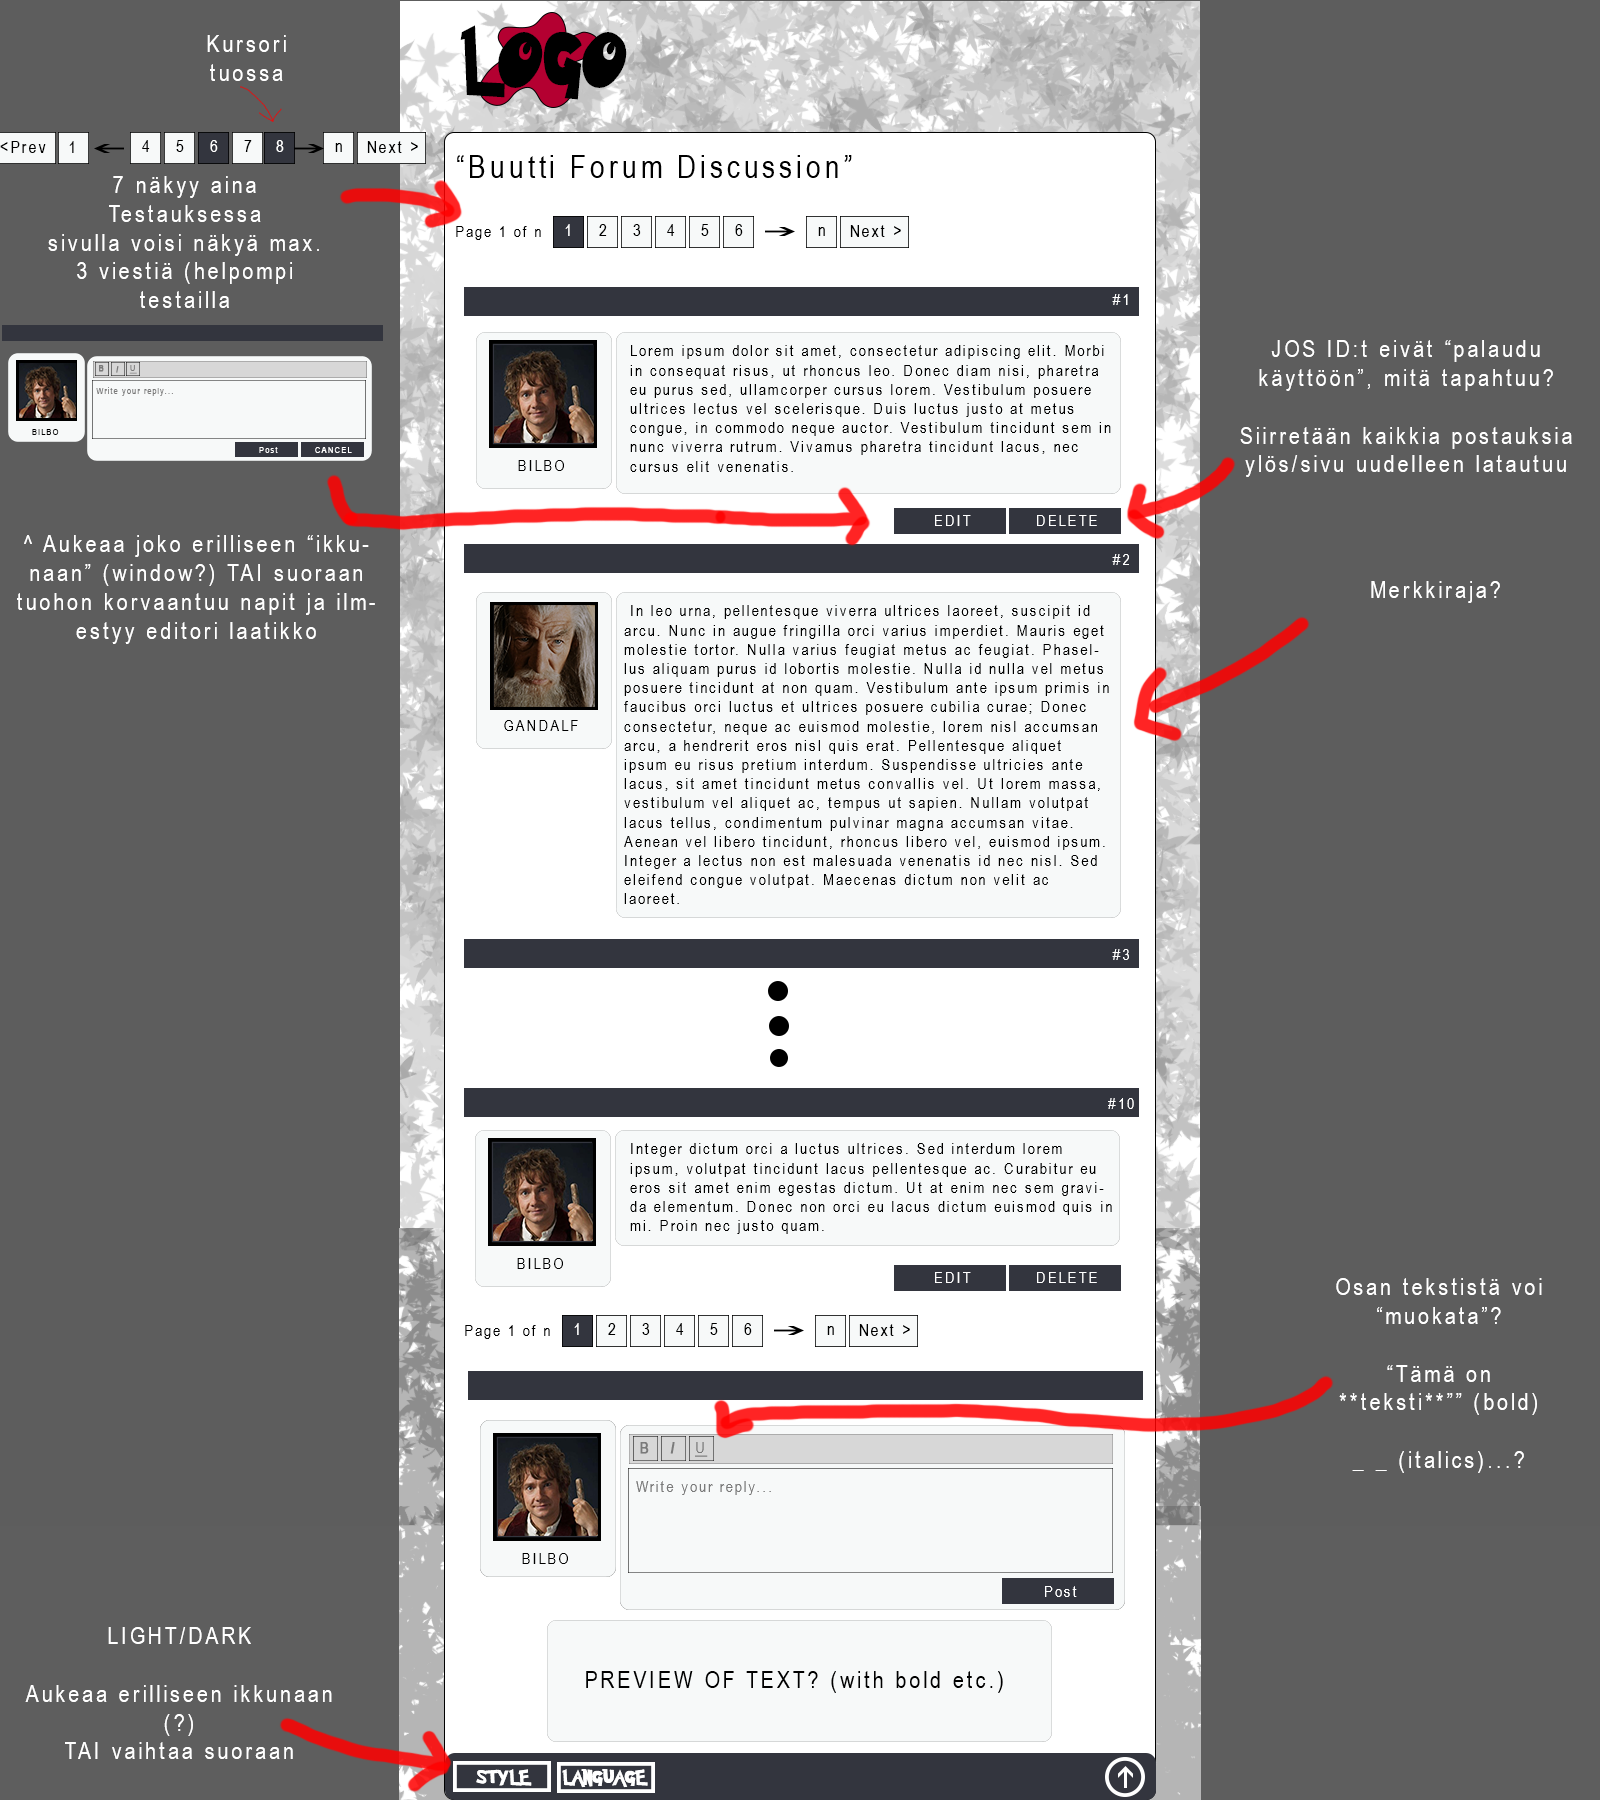 LOGO
Kursori
tuossa
<Prev 1 4 5 6 7 8 n Next >
7 näkyy aina
Testauksessa
sivulla voisi näkyä max.
3 viestiä (helpompi
testailla
B I U
Write your reply...
BILBO
Post CANCEL
^ Aukeaa joko erilliseen “ikku-
naan” (window?) TAI suoraan
tuohon korvaantuu napit ja ilm-
estyy editori laatikko
“Buutti Forum Discussion”
Page 1 of n 1 2 3 4 5 6 n Next >
#1
Lorem ipsum dolor sit amet, consectetur adipiscing elit. Morbi
in consequat risus, ut rhoncus leo. Donec diam nisi, pharetra
eu purus sed, ullamcorper cursus lorem. Vestibulum posuere
ultrices lectus vel scelerisque. Duis luctus justo at metus
congue, in commodo neque auctor. Vestibulum tincidunt sem in
nunc viverra rutrum. Vivamus pharetra tincidunt lacus, nec
cursus elit venenatis.
BILBO
EDIT DELETE
JOS ID:t eivät “palaudu
käyttöön”, mitä tapahtuu?
Siirretään kaikkia postauksia
ylös/sivu uudelleen latautuu
#2
In leo urna, pellentesque viverra ultrices laoreet, suscipit id
arcu. Nunc in augue fringilla orci varius imperdiet. Mauris eget
molestie tortor. Nulla varius feugiat metus ac feugiat. Phasel-
lus aliquam purus id lobortis molestie. Nulla id nulla vel metus
posuere tincidunt at non quam. Vestibulum ante ipsum primis in
faucibus orci luctus et ultrices posuere cubilia curae; Donec
consectetur, neque ac euismod molestie, lorem nisl accumsan
arcu, a hendrerit eros nisl quis erat. Pellentesque aliquet
ipsum eu risus pretium interdum. Suspendisse ultricies ante
lacus, sit amet tincidunt metus convallis vel. Ut lorem massa,
vestibulum vel aliquet ac, tempus ut sapien. Nullam volutpat
lacus tellus, condimentum pulvinar magna accumsan vitae.
Aenean vel libero tincidunt, rhoncus libero vel, euismod ipsum.
Integer a lectus non est malesuada venenatis id nec nisl. Sed
eleifend congue volutpat. Maecenas dictum non velit ac
laoreet.
GANDALF
Merkkiraja?
#3
#10
Integer dictum orci a luctus ultrices. Sed interdum lorem
ipsum, volutpat tincidunt lacus pellentesque ac. Curabitur eu
eros sit amet enim egestas dictum. Ut at enim nec sem gravi-
da elementum. Donec non orci eu lacus dictum euismod quis in
mi. Proin nec justo quam.
BILBO
EDIT DELETE
Page 1 of n 1 2 3 4 5 6 n Next >
Osan tekstistä voi
“muokata”?
“Tämä on
**teksti**”” (bold)
_ _ (italics)...?
B I U
Write your reply...
BILBO
Post
PREVIEW OF TEXT? (with bold etc.)
LIGHT/DARK
Aukeaa erilliseen ikkunaan
(?)
TAI vaihtaa suoraan
STYLE LANGUAGE